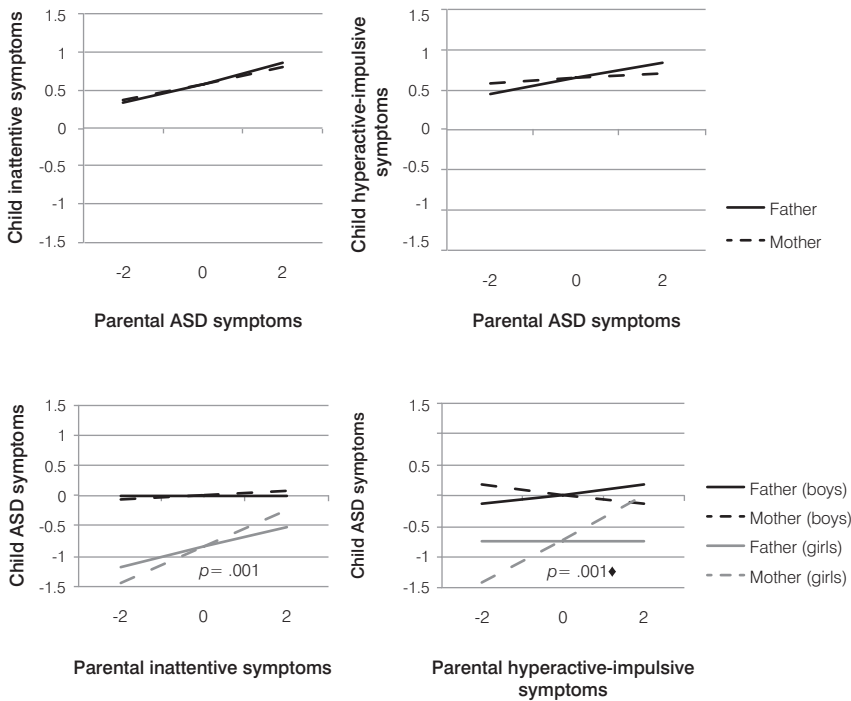 Child inattentive symptoms
1.5
1
0.5
0
-0.5
-1
-1.5
-2
0
2
Parental ASD symptoms
Child hyperactive-impulsive
symptoms
1.5
1
0.5
0
-0.5
-1
-1.5
-2
0
2
Parental ASD symptoms
Father
Mother
Child ASD symptoms
1.5
1
0.5
0
-0.5
-1
-1.5
p= .001
-2
0
2
Parental inattentive symptoms
Child ASD symptoms
1.5
1
0.5
0
-0.5
-1
-1.5
p= .001♦
-2
0
2
Parental hyperactive-impulsive
symptoms
Father (boys)
Mother (boys)
Father (girls)
Mother (girls)